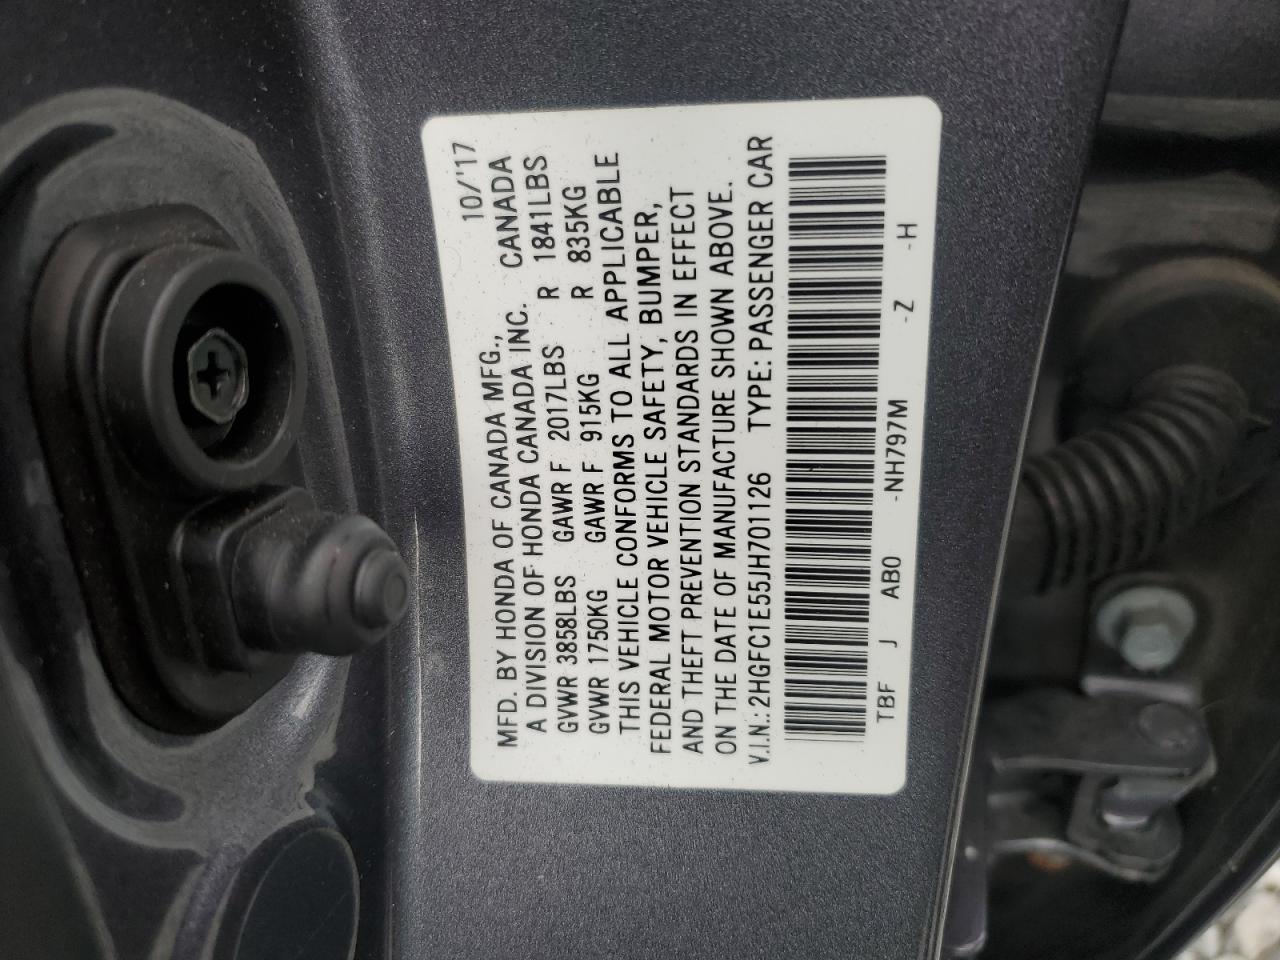 10/'17
MFD. BY HONDA OF CANADA MFG.,
A DIVISION OF HONDA CANADA INC. CANADA
GVWR 3858LBS GAWR F 2017LBS R 1841LBS
GVWR 1750KG GAWR F 915KG R 835KG
THIS VEHICLE CONFORMS TO ALL APPLICABLE
FEDERAL MOTOR VEHICLE SAFETY, BUMPER,
AND THEFT PREVENTION STANDARDS IN EFFECT
ON THE DATE OF MANUFACTURE SHOWN ABOVE.
V.I.N.: 2HGFC1E55JH701126 TYPE: PASSENGER CAR
TBF J AB0 -NH797M -Z -H